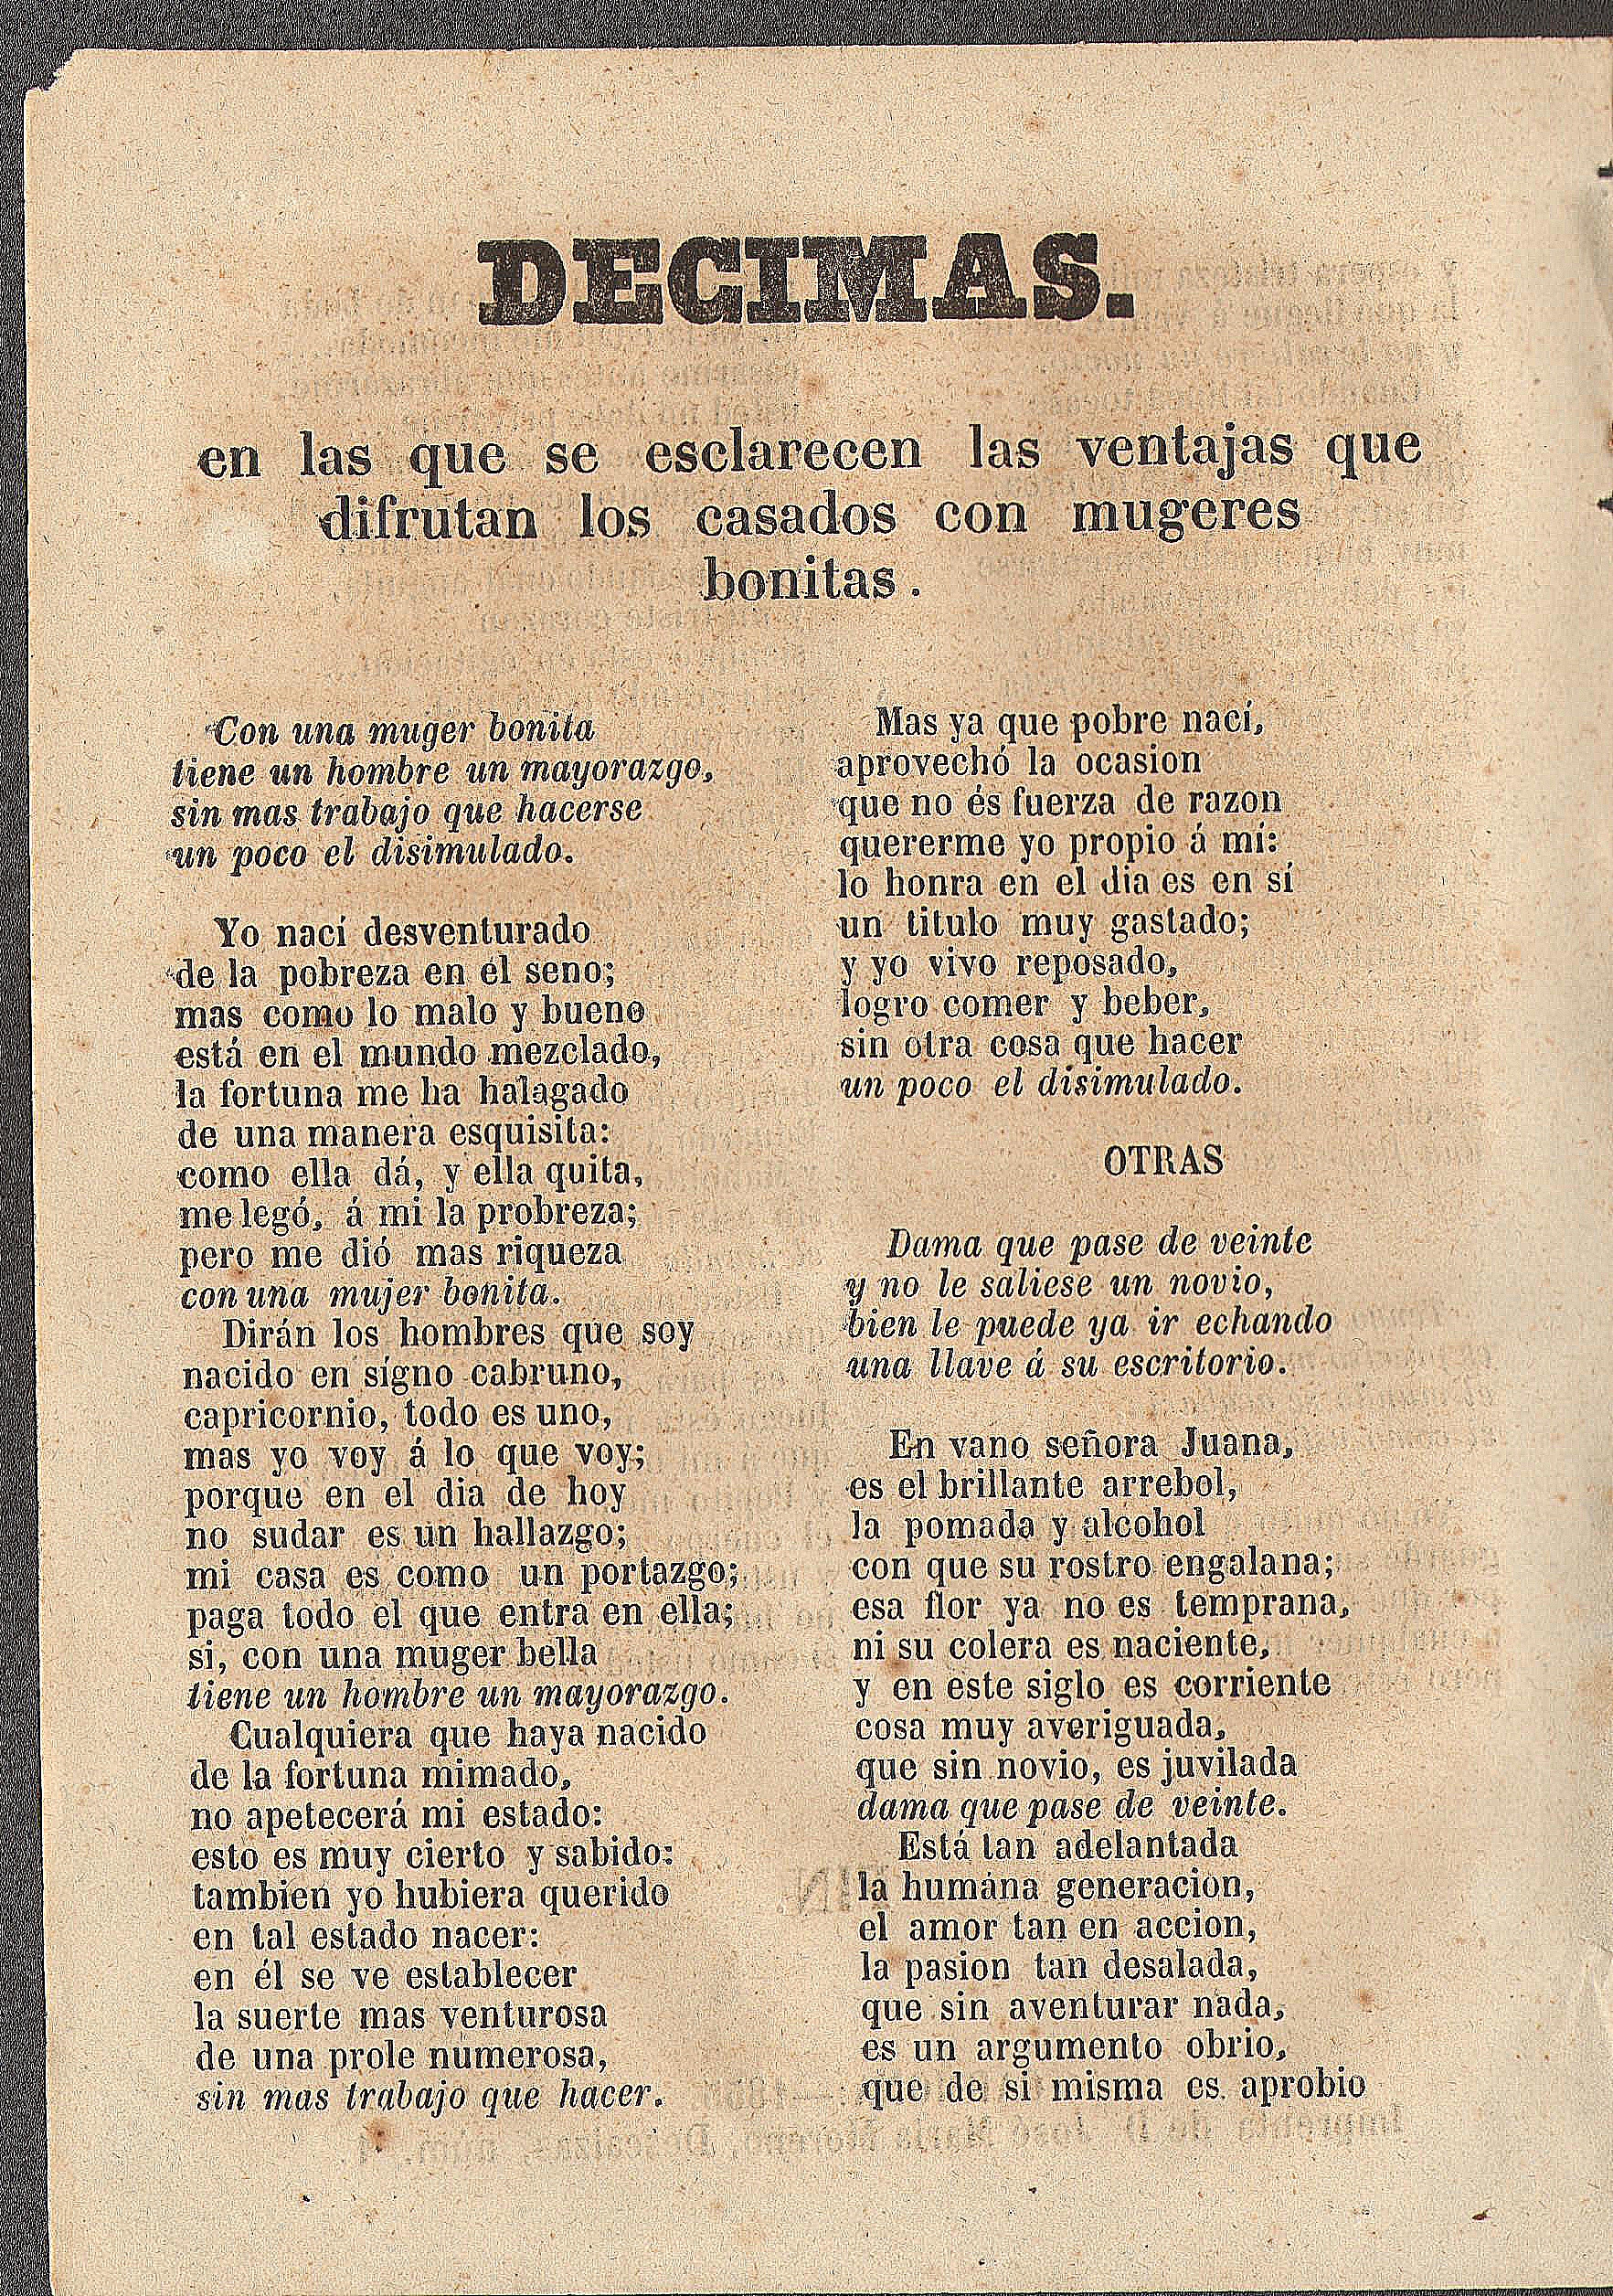 DECIMAS.
en las que se esclarecen las ventajas que
difrutan los casados con mugeres
bonitas.
Con una muger bonita
tiene un hombre un mayorazgo,
sin mas trabajo que hacerse
un poco el disimulado.
Yo nací desventurado
de la pobreza en el seno;
mas como lo malo y bueno
está en el mundo mezclado,
la fortuna me ha halagado
de una manera esquisita:
como ella dá, y ella quita,
me legó, á mi la probreza;
pero me dió mas riqueza
con una mujer bonita.
Dirán los hombres que soy
nacido en signo cabruno,
capricornio, todo es uno,
mas yo voy á lo que voy;
porque en el dia de hoy
no sudar es un hallazgo;
mi casa es como un portazgo;
paga todo el que entra en ella;
si, con una muger bella
tiene un hombre un mayorazgo.
Cualquiera que haya nacido
de la fortuna mimado,
no apetecerá mi estado:
esto es muy cierto y sabido:
tambien yo hubiera querido
en tal estado nacer:
en él se ve establecer
la suerte mas venturosa
de una prole numerosa,
sin mas trabajo que hacer.
Mas ya que pobre nací,
aprovechó la ocasion
que no és fuerza de razon
quererme yo propio á mí:
lo honra en el dia es en sí
un titulo muy gastado;
y yo vivo reposado,
logro comer y beber,
sin otra cosa que hacer
un poco el disimulado.
OTRAS
Dama que pase de veinte
y no le saliese un novio,
bien le puede ya ir echando
una llave á su escritorio.
En vano señora Juana,
es el brillante arrebol,
la pomada y alcohol
con que su rostro engalana;
esa flor ya no es temprana,
ni su colera es naciente,
y en este siglo es corriente
cosa muy averiguada,
que sin novio, es juvilada
dama que pase de veinte.
Está tan adelantada
la humána generacion,
el amor tan en accion,
la pasion tan desalada,
que sin aventurar nada,
es un argumento obrio,
que de si misma es. aprobio